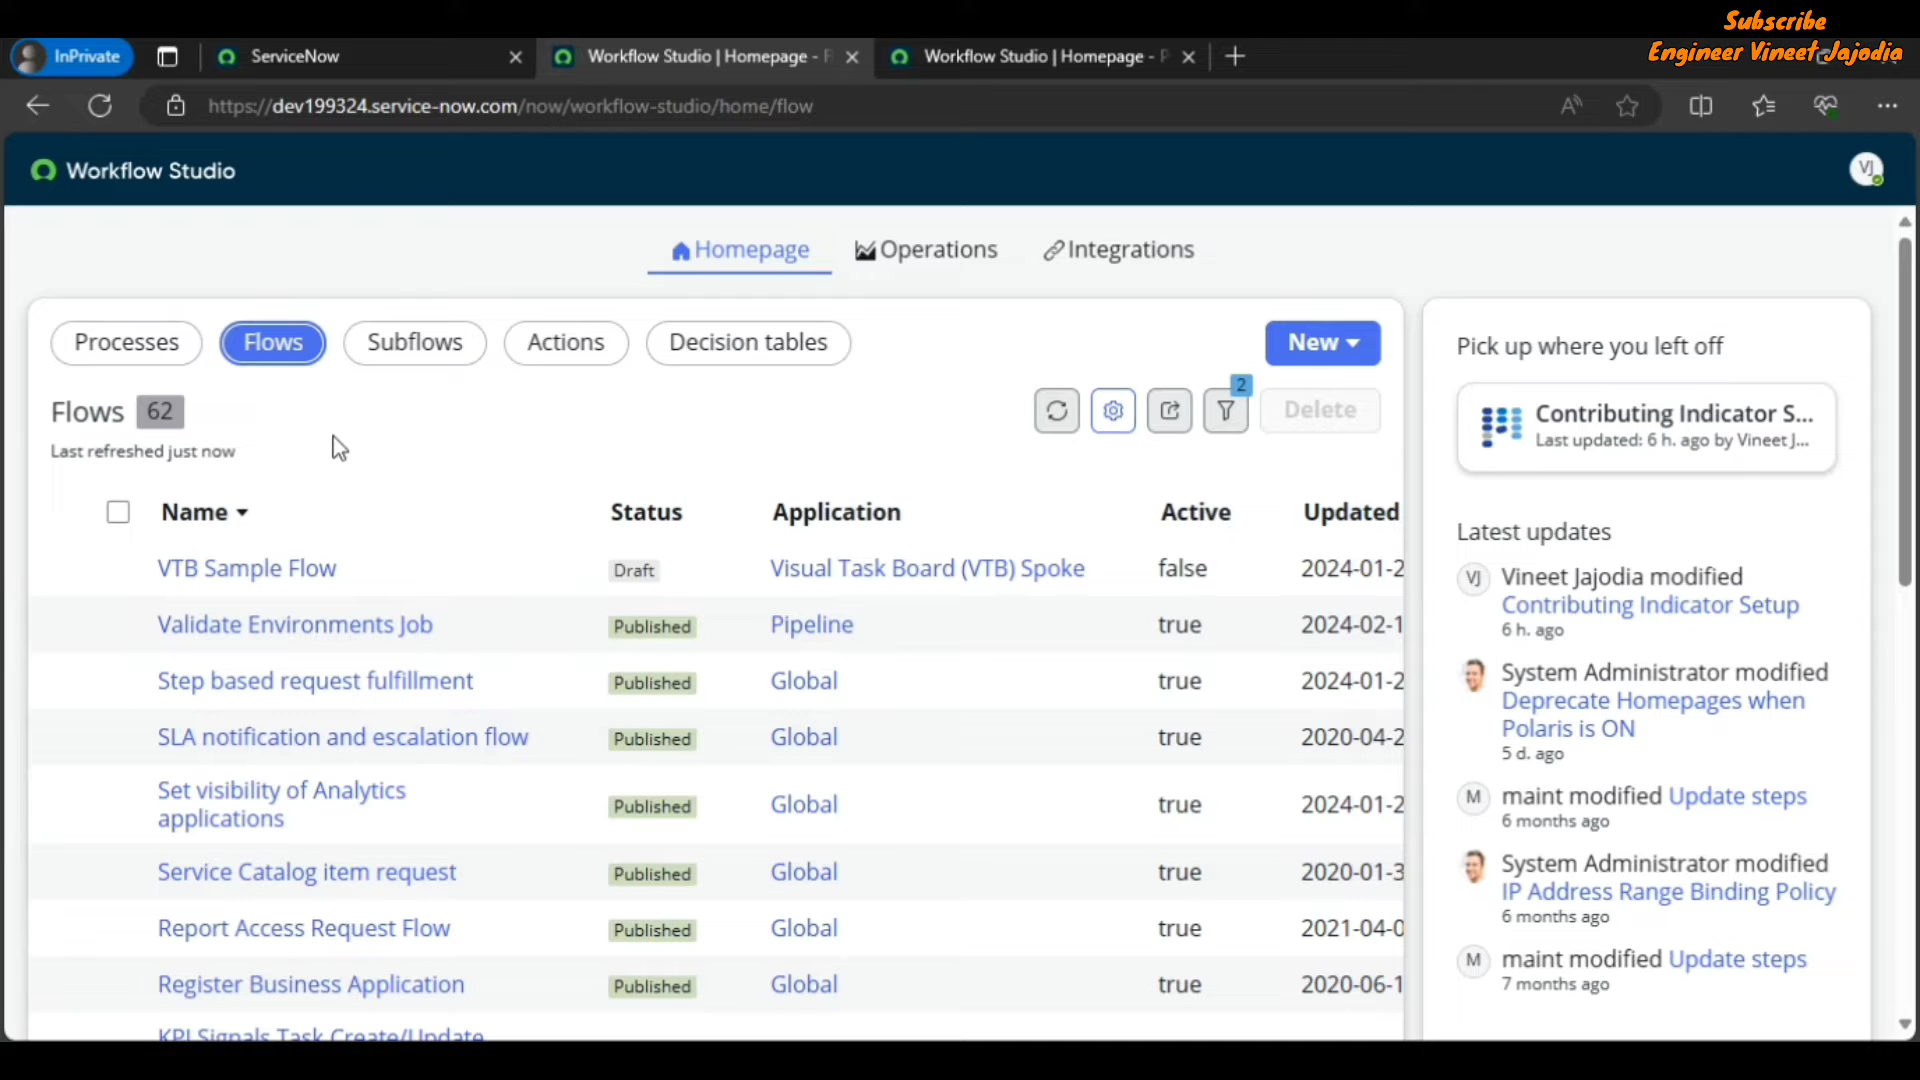 Subscribe
Engineer Vineet Jajodia
InPrivate
ServiceNow
Workflow Studio | Homepage - F
Workflow Studio | Homepage - P
https://dev199324.service-now.com/now/workflow-studio/home/flow
Workflow Studio
VJ
Homepage
Operations
Integrations
Processes
Flows
Subflows
Actions
Decision tables
New
Flows 62
2
Delete
Last refreshed just now
Name Status Application Active Updated
VTB Sample Flow Draft Visual Task Board (VTB) Spoke false 2024-01-2
Validate Environments Job Published Pipeline true 2024-02-1
Step based request fulfillment Published Global true 2024-01-2
SLA notification and escalation flow Published Global true 2020-04-2
Set visibility of Analytics
applications Published Global true 2024-01-2
Service Catalog item request Published Global true 2020-01-3
Report Access Request Flow Published Global true 2021-04-0
Register Business Application Published Global true 2020-06-1
KPI Signals Task Create/Update
Pick up where you left off
Contributing Indicator S...
Last updated: 6 h. ago by Vineet J...
Latest updates
VJ
Vineet Jajodia modified
Contributing Indicator Setup
6 h. ago
System Administrator modified
Deprecate Homepages when
Polaris is ON
5 d. ago
M
maint modified Update steps
6 months ago
System Administrator modified
IP Address Range Binding Policy
6 months ago
M
maint modified Update steps
7 months ago